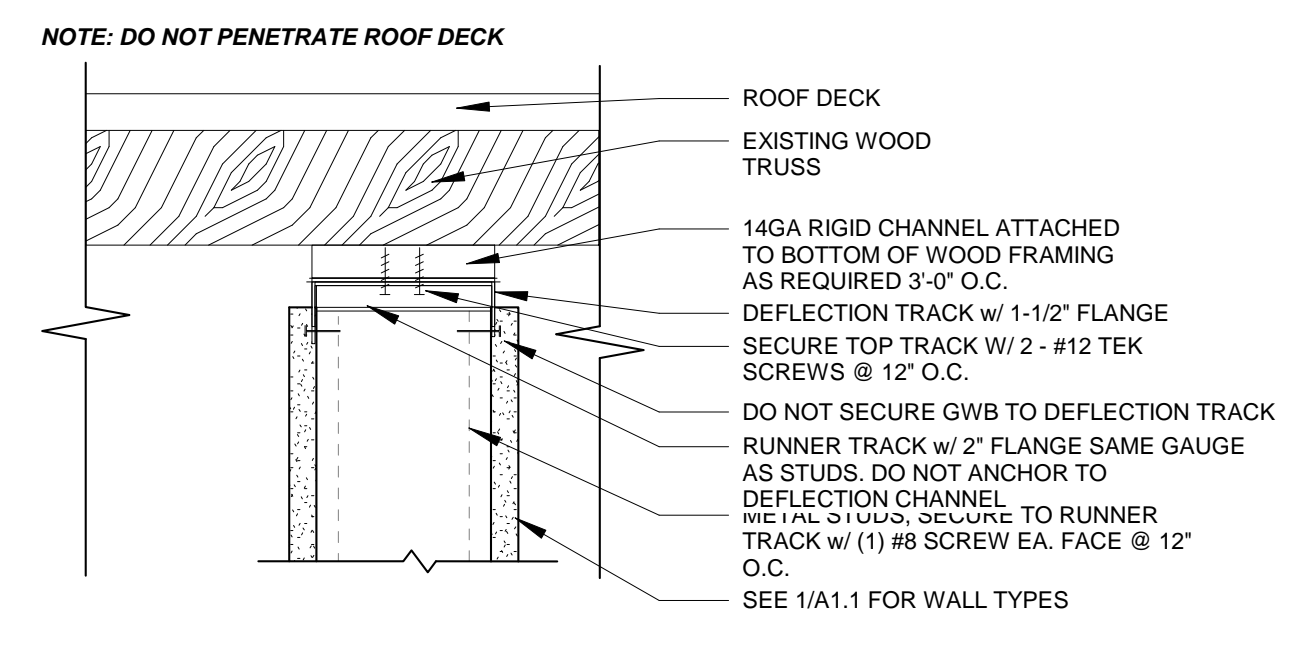 NOTE: DO NOT PENETRATE ROOF DECK
ROOF DECK
EXISTING WOOD
TRUSS
14GA RIGID CHANNEL ATTACHED
TO BOTTOM OF WOOD FRAMING
AS REQUIRED 3'-0" O.C.
DEFLECTION TRACK w/ 1-1/2" FLANGE
SECURE TOP TRACK W/ 2 - #12 TEK
SCREWS @ 12" O.C.
DO NOT SECURE GWB TO DEFLECTION TRACK
RUNNER TRACK w/ 2" FLANGE SAME GAUGE
AS STUDS. DO NOT ANCHOR TO
DEFLECTION CHANNEL
METAL STUDS, SECURE TO RUNNER
TRACK w/ (1) #8 SCREW EA. FACE @ 12"
O.C.
SEE 1/A1.1 FOR WALL TYPES